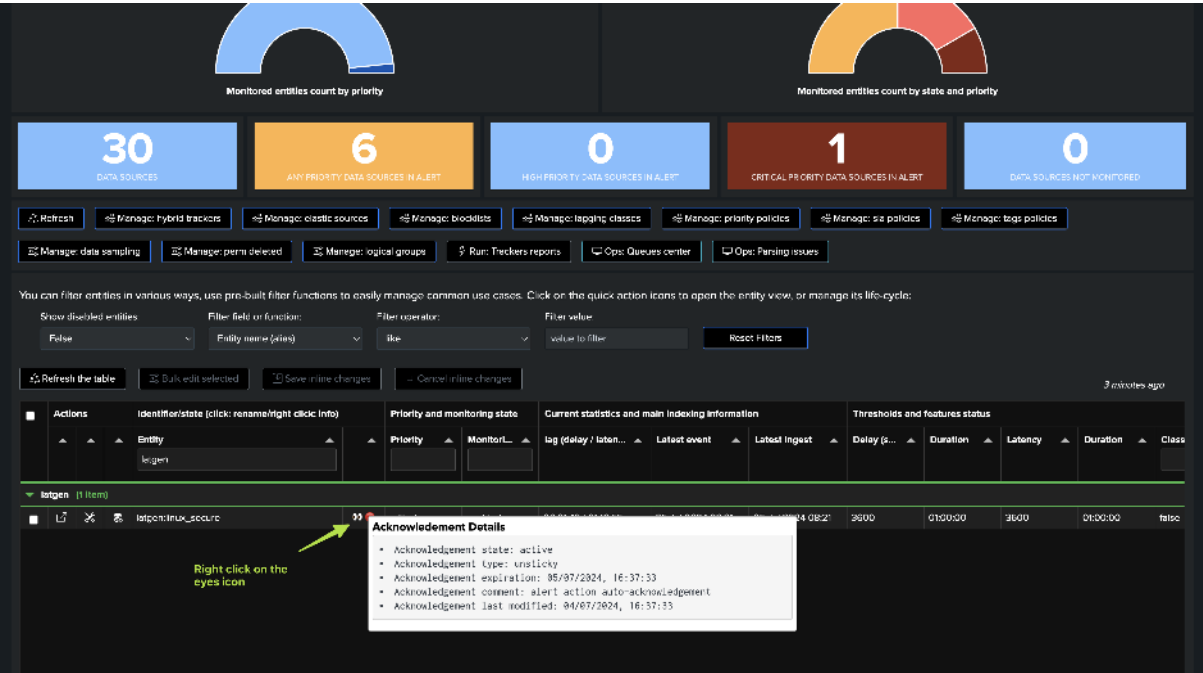 Monitored entities count by priority
Monitored entities count by state and priority
30
DATA SOURCES
6
ANY PRIORITY DATA SOURCES IN ALERT
0
HIGH PRIORITY DATA SOURCES IN ALERT
1
CRITICAL PRIORITY DATA SOURCES IN ALERT
0
DATA SOURCES NOT MONITORED
Refresh
Manage: hybrid trackers
Manage: elastic sources
Manage: blocklists
Manage: lagging classes
Manage: priority policies
Manage: sla policies
Manage: tags policies
Manage: data sampling
Manage: perm deleted
Manage: logical groups
Run: Trackers reports
Ops: Queues center
Ops: Parsing issues
You can filter entities in various ways, use pre-built filter functions to easily manage common use cases. Click on the quick action icons to open the entity view, or manage its life-cycle:
Show disabled entities
Filter field or function:
Filter operator:
Filter value:
False
Entity name (alias)
like
value to filter
Reset Filters
Refresh the table
Bulk edit selected
Save inline changes
Cancel inline changes
3 minutes ago
Actions
Identifier/state (click: rename/right click: info)
Priority and monitoring state
Current statistics and main indexing information
Thresholds and features status
Entity
Priority
Monitori...
lag (delay / laten...
Latest event
Latest ingest
Delay (s...
Duration
Latency
Duration
Class
latgen
latgen (1 item)
latgen:linux_secure
08:21
3600
01:00:00
3600
01:00:00
false
Right click on the
eyes icon
Acknowledement Details
• Acknowledgement state: active
• Acknowledgement type: unsticky
• Acknowledgement expiration: 05/07/2024, 16:37:33
• Acknowledgement comment: alert action auto-acknowledgement
• Acknowledgement last modified: 04/07/2024, 16:37:33